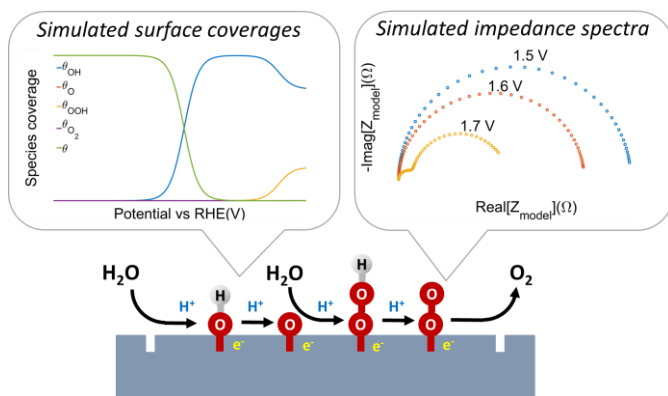 Simulated surface coverages
Species coverage
θOH
θO
θOOH
θO2
θ
Potential vs RHE(V)
Simulated impedance spectra
-Imag[Zmodel](Ω)
1.5 V
1.6 V
1.7 V
Real[Zmodel](Ω)
H2O
H+
H
O
e-
H+
O
e-
H2O
H+
H
O
O
e-
H+
O
O
e-
O2